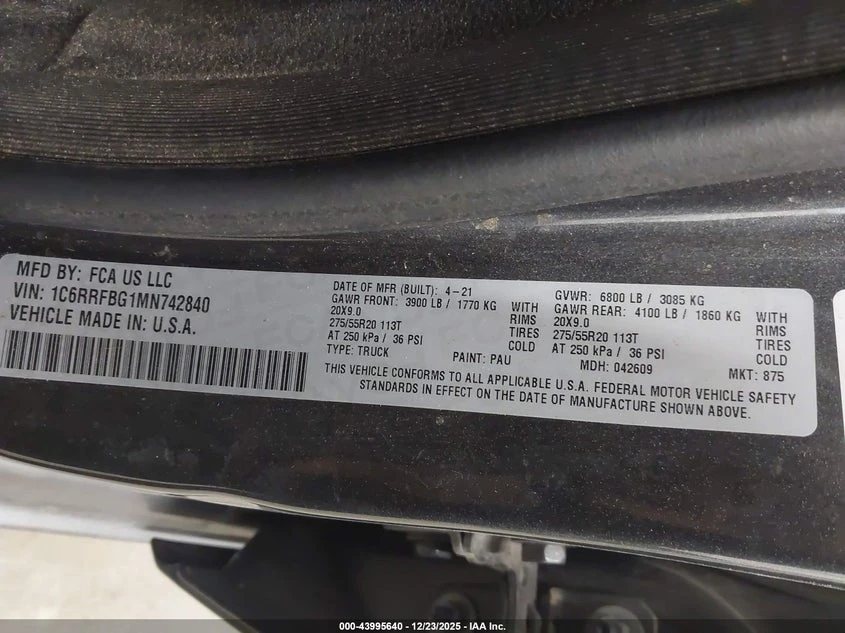 MFD BY: FCA US LLC
VIN: 1C6RRFBG1MN742840
VEHICLE MADE IN: U.S.A.
DATE OF MFR (BUILT): 4-21
GAWR FRONT: 3900 LB / 1770 KG WITH
20X9.0 RIMS
275/55R20 113T TIRES
AT 250 kPa / 36 PSI COLD
TYPE: TRUCK PAINT: PAU
GVWR: 6800 LB / 3085 KG
GAWR REAR: 4100 LB / 1860 KG WITH
20X9.0 RIMS
275/55R20 113T TIRES
AT 250 kPa / 36 PSI COLD
MDH: 042609 MKT: 875
THIS VEHICLE CONFORMS TO ALL APPLICABLE U.S.A. FEDERAL MOTOR VEHICLE SAFETY
STANDARDS IN EFFECT ON THE DATE OF MANUFACTURE SHOWN ABOVE.
000-43995640 - 12/23/2025 - IAA Inc.